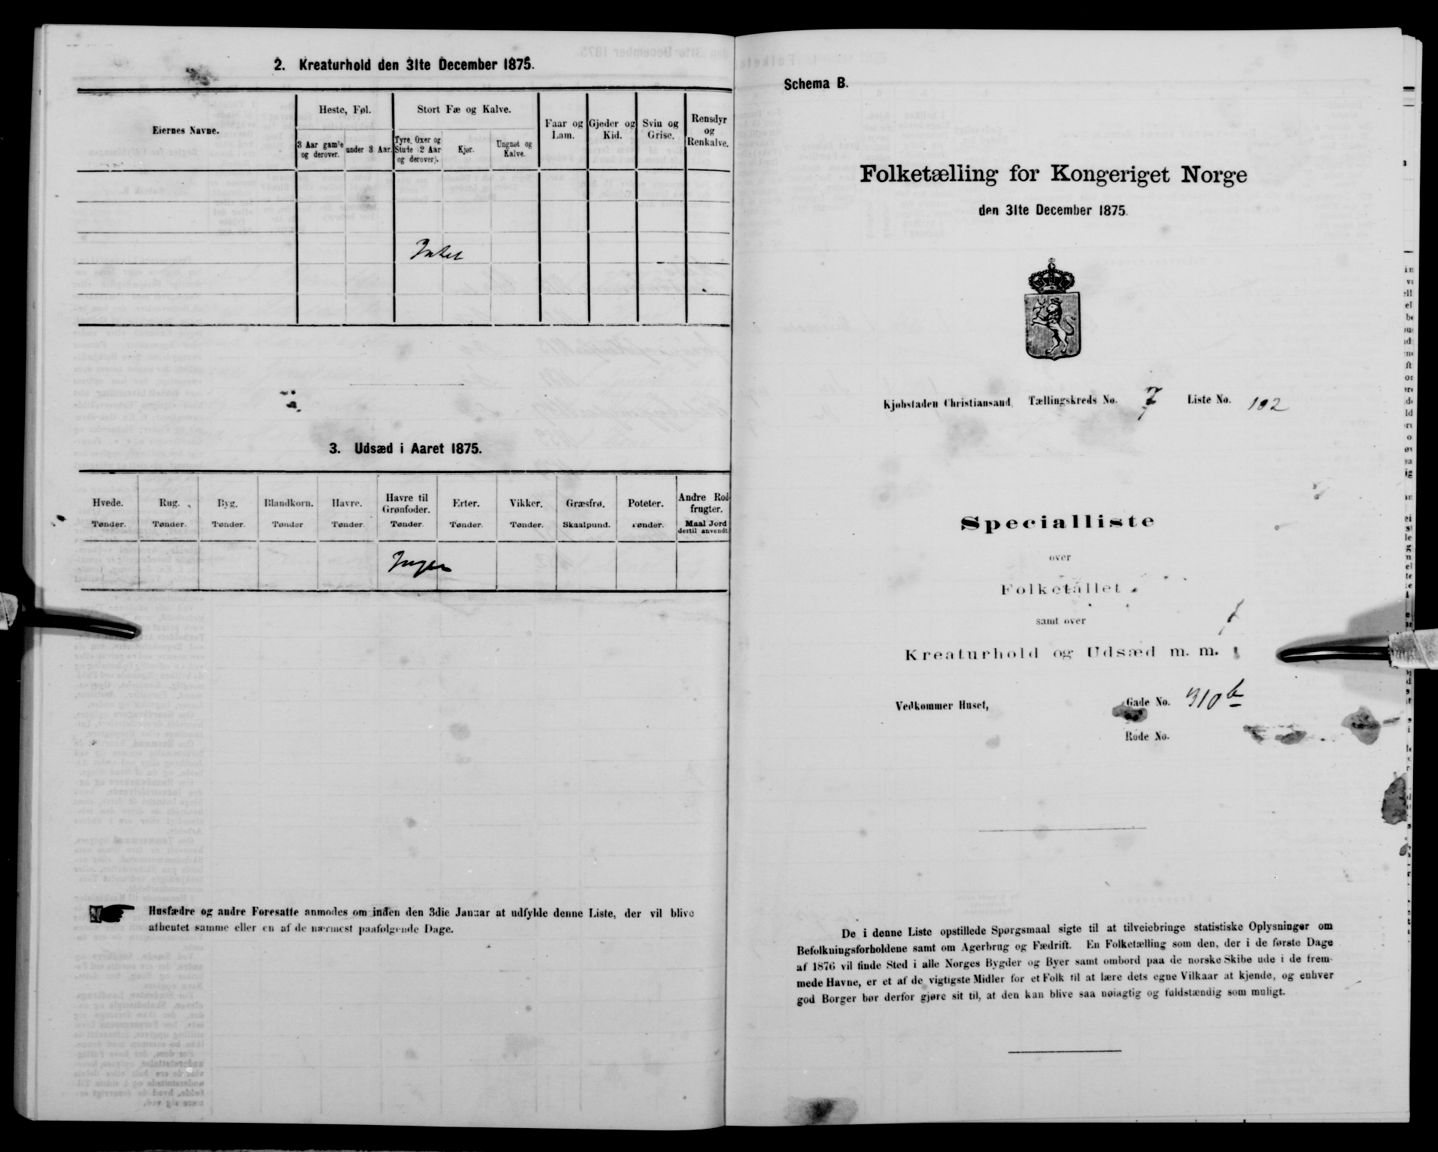 2. Kreaturhold den 31te December 1875.
Eiernes Navne.
Heste, Føl.
3 Aar gamle og derover.
under 3 Aar.
Stort Fæ og Kalve.
Tyre, Oxer og Stude (2 Aar og derover).
Kjør.
Ungnøt og Kalve.
Faar og Lam.
Gjeder og Kid.
Svin og Grise.
Rensdyr og Renkalve.
Intet
3. Udsæd i Aaret 1875.
Hvede. Rug. Byg. Blandkorn. Havre. Havre til Grønfoder. Erter. Vikker. Græsfrø. Poteter. Andre Rodfrugter.
Tønder. Tønder. Tønder. Tønder Tønder. Tønder. Tønder. Tønder. Skaalpund. Tønder. Maal Jord dertil anvendt.
Ingen
Husfædre og andre Foresatte anmodes om inden den 3die Januar at udfylde denne Liste, der vil blive
afhentet samme eller en af de nærmest paafølgende Dage.
Schema B.
Folketælling for Kongeriget Norge
den 31te December 1875.
Kjøbstaden Christiansand Tællingskreds No. 7 Liste No. 102
Specialliste
over
Folketallet
samt over
Kreaturhold og Udsæd m. m.
Vedkommer Huset, Gade No. 310 b
Rode No.
De i denne Liste opstillede Spørgsmaal sigte til at tilveiebringe statistiske Oplysninger om
Befolkningsforholdene samt om Agerbrug og Fædrift. En Folketælling som den, der i de første Dage
af 1876 vil finde Sted i alle Norges Bygder og Byer samt ombord paa de norske Skibe ude i de frem-
mede Havne, er et af de vigtigste Midler for et Folk til at lære dets egne Vilkaar at kjende, og enhver
god Borger bør derfor gjøre sit til, at den kan blive saa nøiagtig og fuldstændig som muligt.